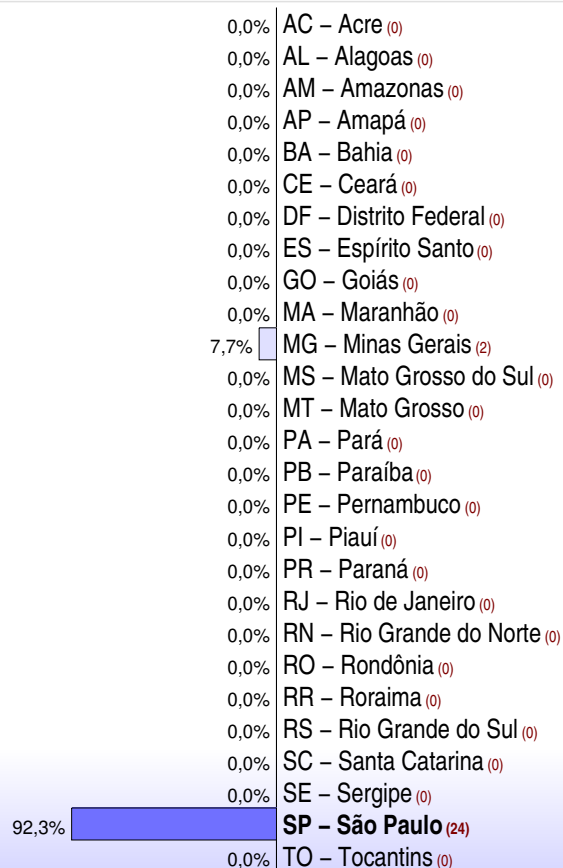 0,0% AC – Acre (0)
0,0% AL – Alagoas (0)
0,0% AM – Amazonas (0)
0,0% AP – Amapá (0)
0,0% BA – Bahia (0)
0,0% CE – Ceará (0)
0,0% DF – Distrito Federal (0)
0,0% ES – Espírito Santo (0)
0,0% GO – Goiás (0)
0,0% MA – Maranhão (0)
7,7% MG – Minas Gerais (2)
0,0% MS – Mato Grosso do Sul (0)
0,0% MT – Mato Grosso (0)
0,0% PA – Pará (0)
0,0% PB – Paraíba (0)
0,0% PE – Pernambuco (0)
0,0% PI – Piauí (0)
0,0% PR – Paraná (0)
0,0% RJ – Rio de Janeiro (0)
0,0% RN – Rio Grande do Norte (0)
0,0% RO – Rondônia (0)
0,0% RR – Roraima (0)
0,0% RS – Rio Grande do Sul (0)
0,0% SC – Santa Catarina (0)
0,0% SE – Sergipe (0)
92,3% SP – São Paulo (24)
0,0% TO – Tocantins (0)